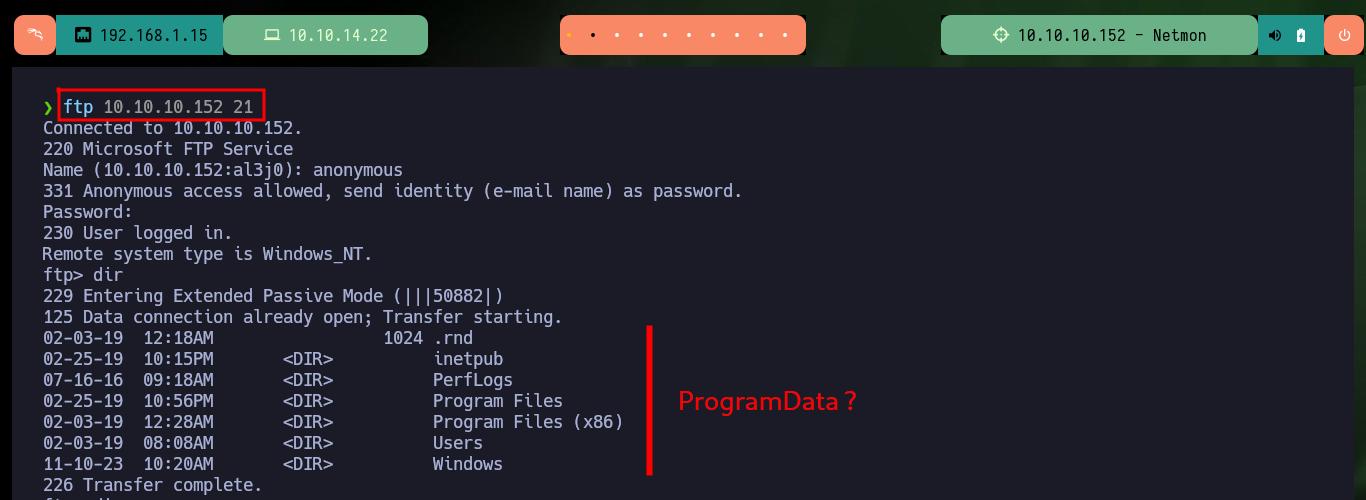 192.168.1.15 10.10.14.22 10.10.10.152 - Netmon
❯ ftp 10.10.10.152 21
Connected to 10.10.10.152.
220 Microsoft FTP Service
Name (10.10.10.152:al3j0): anonymous
331 Anonymous access allowed, send identity (e-mail name) as password.
Password:
230 User logged in.
Remote system type is Windows_NT.
ftp> dir
229 Entering Extended Passive Mode (|||50882|)
125 Data connection already open; Transfer starting.
02-03-19  12:18AM                 1024 .rnd
02-25-19  10:15PM       <DIR>          inetpub
07-16-16  09:18AM       <DIR>          PerfLogs
02-25-19  10:56PM       <DIR>          Program Files
02-03-19  12:28AM       <DIR>          Program Files (x86)
02-03-19  08:08AM       <DIR>          Users
11-10-23  10:20AM       <DIR>          Windows
ProgramData ?
226 Transfer complete.